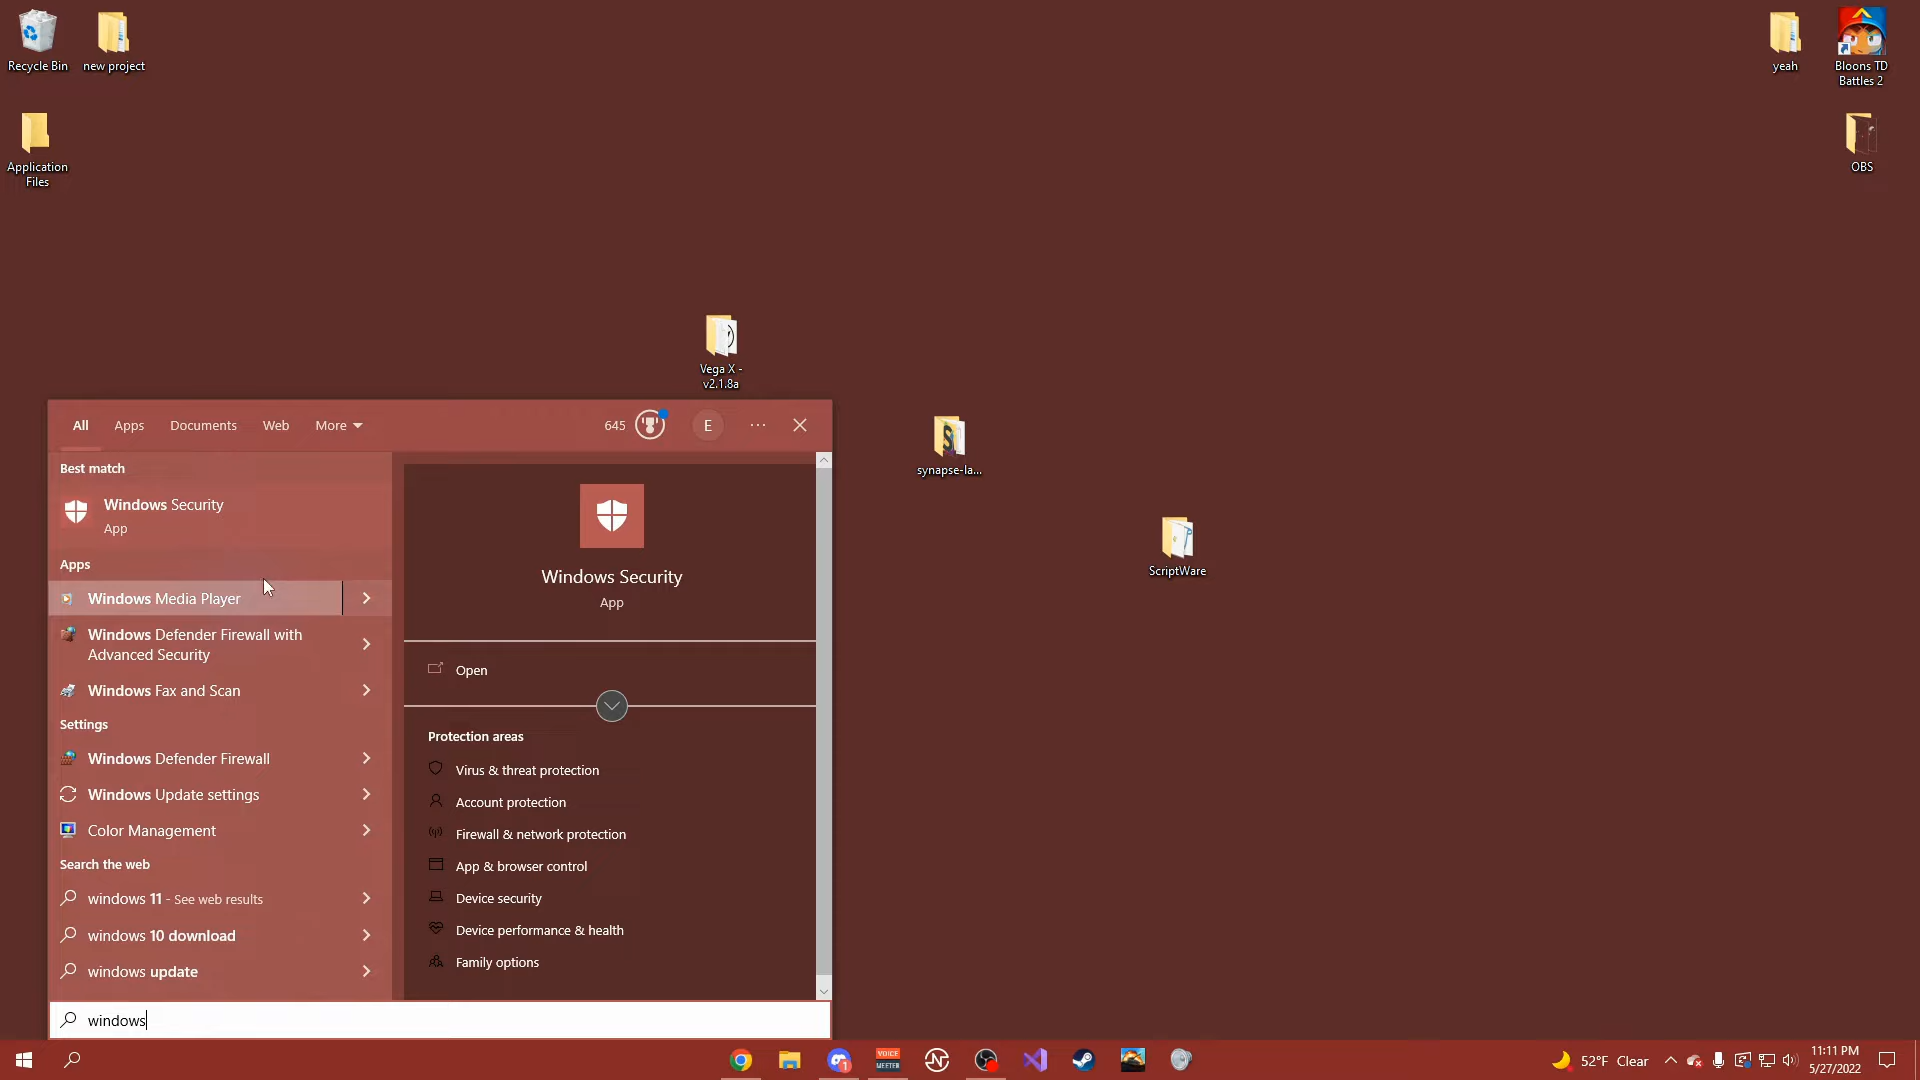 Recycle Bin
new project
Application
Files
yeah
Bloons TD
Battles 2
OBS
Vega X -
v2.1.8a
synapse-la...
ScriptWare
All
Apps
Documents
Web
More
645
E
Best match
Windows Security
App
Apps
Windows Media Player
Windows Defender Firewall with
Advanced Security
Windows Fax and Scan
Settings
Windows Defender Firewall
Windows Update settings
Color Management
Search the web
windows 11 - See web results
windows 10 download
windows update
Windows Security
App
Open
Protection areas
Virus & threat protection
Account protection
Firewall & network protection
App & browser control
Device security
Device performance & health
Family options
windows
VOICE
MEETER
1
52°F Clear
11:11 PM
5/27/2022